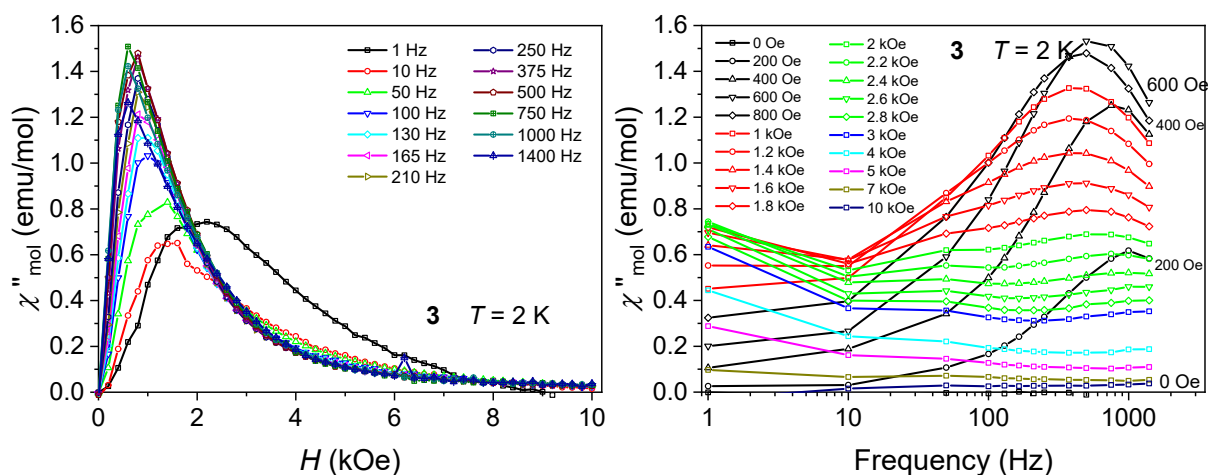 1.6
1.4
1.2
1.0
0.8
0.6
0.4
0.2
0.0
χ"mol (emu/mol)
0 2 4 6 8 10
H (kOe)
1 Hz
10 Hz
50 Hz
100 Hz
130 Hz
165 Hz
210 Hz
250 Hz
375 Hz
500 Hz
750 Hz
1000 Hz
1400 Hz
3 T = 2 K
1.6
1.4
1.2
1.0
0.8
0.6
0.4
0.2
0.0
χ"mol (emu/mol)
1 10 100 1000
Frequency (Hz)
0 Oe
200 Oe
400 Oe
600 Oe
800 Oe
1 kOe
1.2 kOe
1.4 kOe
1.6 kOe
1.8 kOe
2 kOe
2.2 kOe
2.4 kOe
2.6 kOe
2.8 kOe
3 kOe
4 kOe
5 kOe
7 kOe
10 kOe
3 T = 2 K
600 Oe
400 Oe
200 Oe
0 Oe